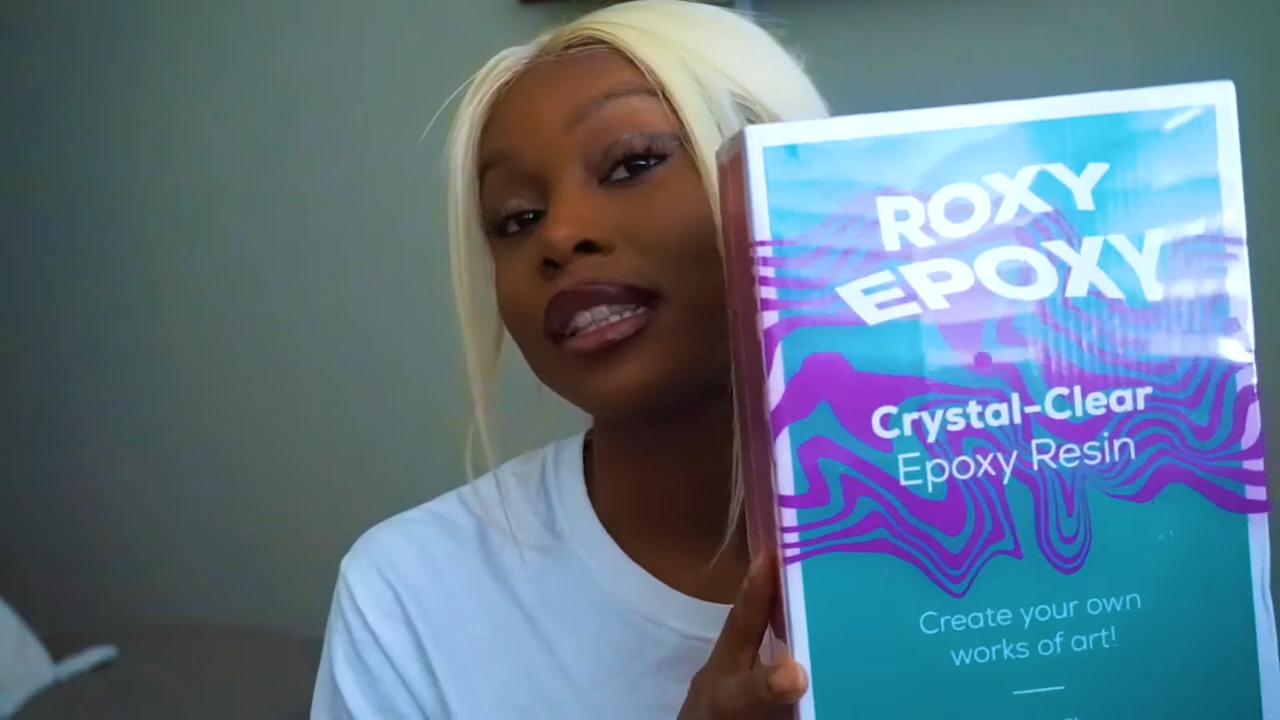 ROXY
EPOXY
Crystal-Clear
Epoxy Resin
Create your own
works of art!